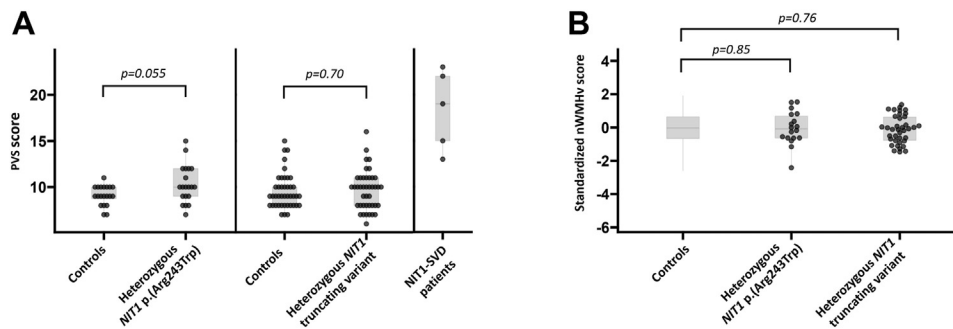 A
p=0.055
p=0.70
20
15
10
PVS score
Controls
Heterozygous
NIT1 p.(Arg243Trp)
Controls
Heterozygous NIT1
truncating variant
NIT1-SVD
patients
B
p=0.76
p=0.85
4
2
0
-2
-4
-6
Standardized nWMHv score
Controls
Heterozygous
NIT1 p.(Arg243Trp)
Heterozygous NIT1
truncating variant